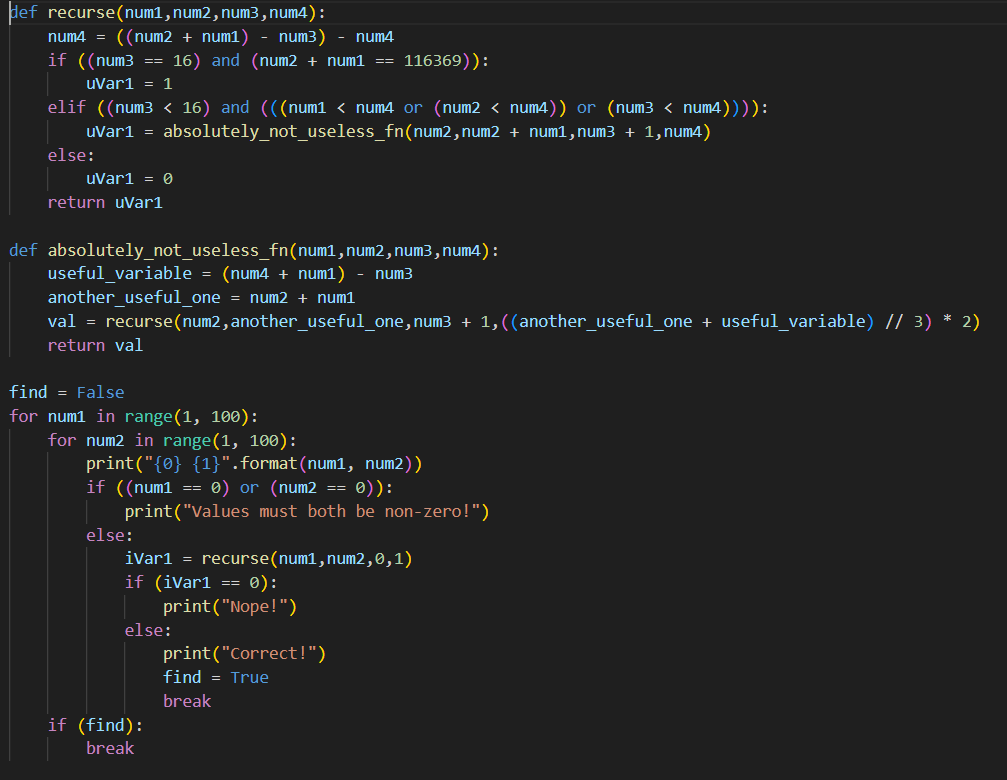 def recurse(num1,num2,num3,num4):
    num4 = ((num2 + num1) - num3) - num4
    if ((num3 == 16) and (num2 + num1 == 116369)):
        uVar1 = 1
    elif ((num3 < 16) and (((num1 < num4 or (num2 < num4)) or (num3 < num4)))):
        uVar1 = absolutely_not_useless_fn(num2,num2 + num1,num3 + 1,num4)
    else:
        uVar1 = 0
    return uVar1

def absolutely_not_useless_fn(num1,num2,num3,num4):
    useful_variable = (num4 + num1) - num3
    another_useful_one = num2 + num1
    val = recurse(num2,another_useful_one,num3 + 1,((another_useful_one + useful_variable) // 3) * 2)
    return val

find = False
for num1 in range(1, 100):
    for num2 in range(1, 100):
        print("{0} {1}".format(num1, num2))
        if ((num1 == 0) or (num2 == 0)):
            print("Values must both be non-zero!")
        else:
            iVar1 = recurse(num1,num2,0,1)
            if (iVar1 == 0):
                print("Nope!")
            else:
                print("Correct!")
                find = True
                break
    if (find):
        break